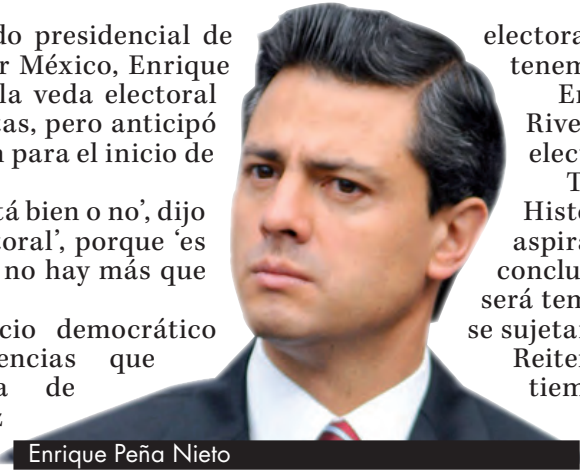 do presidencial de
r México, Enrique
la veda electoral
tas, pero anticipó
n para el inicio de
tá bien o no’, dijo
toral’, porque ‘es
no hay más que
cio democrático
encias que
a de
z
electora
tenem
En
Rive
elect
T
Histo
aspira
conclu
será ten
se sujeta
Reite
tiem
Enrique Peña Nieto